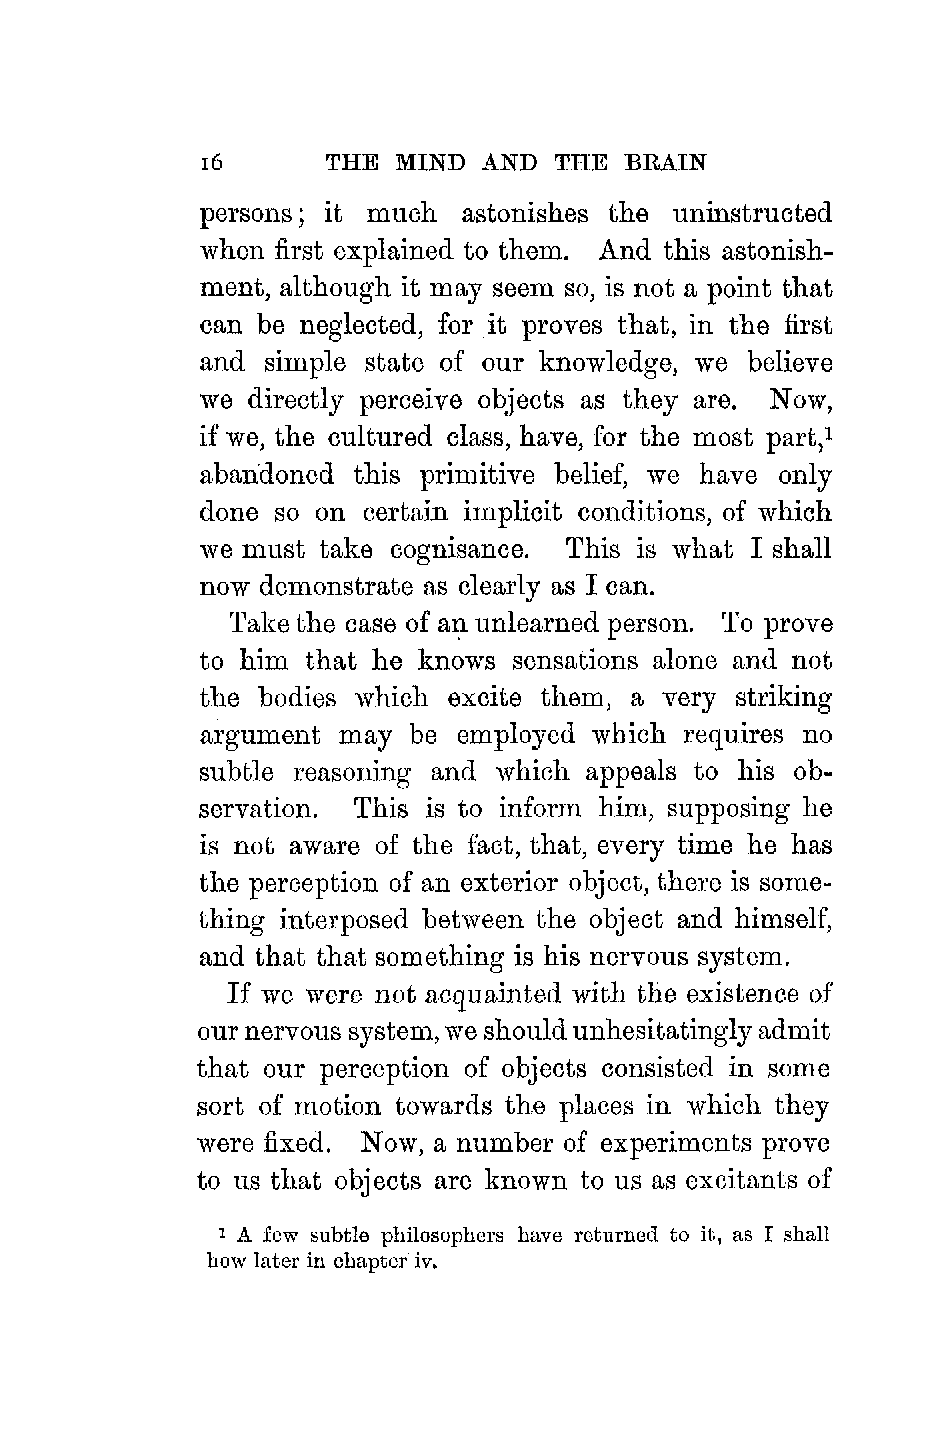 16 THE MIND AND THE BRAIN
persons; it much astonishes the uninstructed
when first explained to them. And this astonish-
ment, although it may seem so, is not a point that
can be neglected, for it proves that, in the first
and simple state of our knowledge, we believe
we directly perceive objects as they are. Now,
if we, the cultured class, have, for the most part,¹
abandoned this primitive belief, we have only
done so on certain implicit conditions, of which
we must take cognisance. This is what I shall
now demonstrate as clearly as I can.
Take the case of an unlearned person. To prove
to him that he knows sensations alone and not
the bodies which excite them, a very striking
argument may be employed which requires no
subtle reasoning and which appeals to his ob-
servation. This is to inform him, supposing he
is not aware of the fact, that, every time he has
the perception of an exterior object, there is some-
thing interposed between the object and himself,
and that that something is his nervous system.
If we were not acquainted with the existence of
our nervous system, we should unhesitatingly admit
that our perception of objects consisted in some
sort of motion towards the places in which they
were fixed. Now, a number of experiments prove
to us that objects are known to us as excitants of
¹ A few subtle philosophers have returned to it, as I shall
how later in chapter iv.